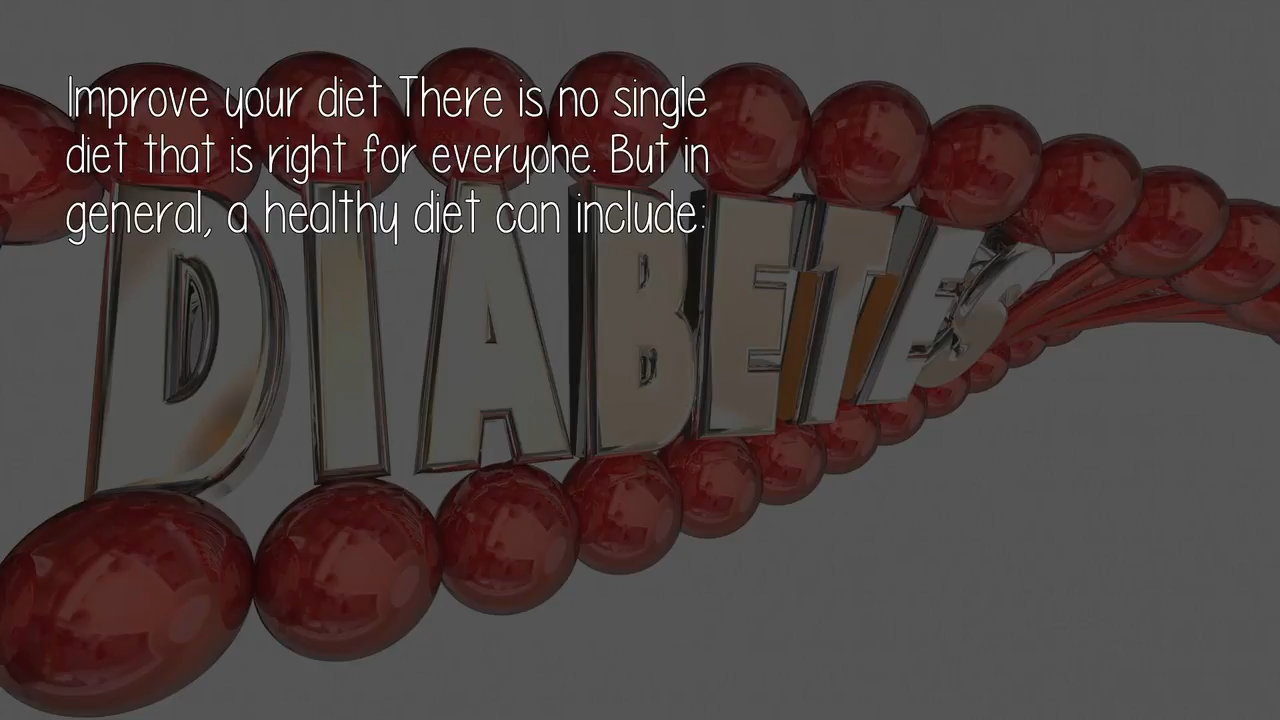 Improve your diet There is no single
diet that is right for everyone. But in
general, a healthy diet can include:
DIABETES